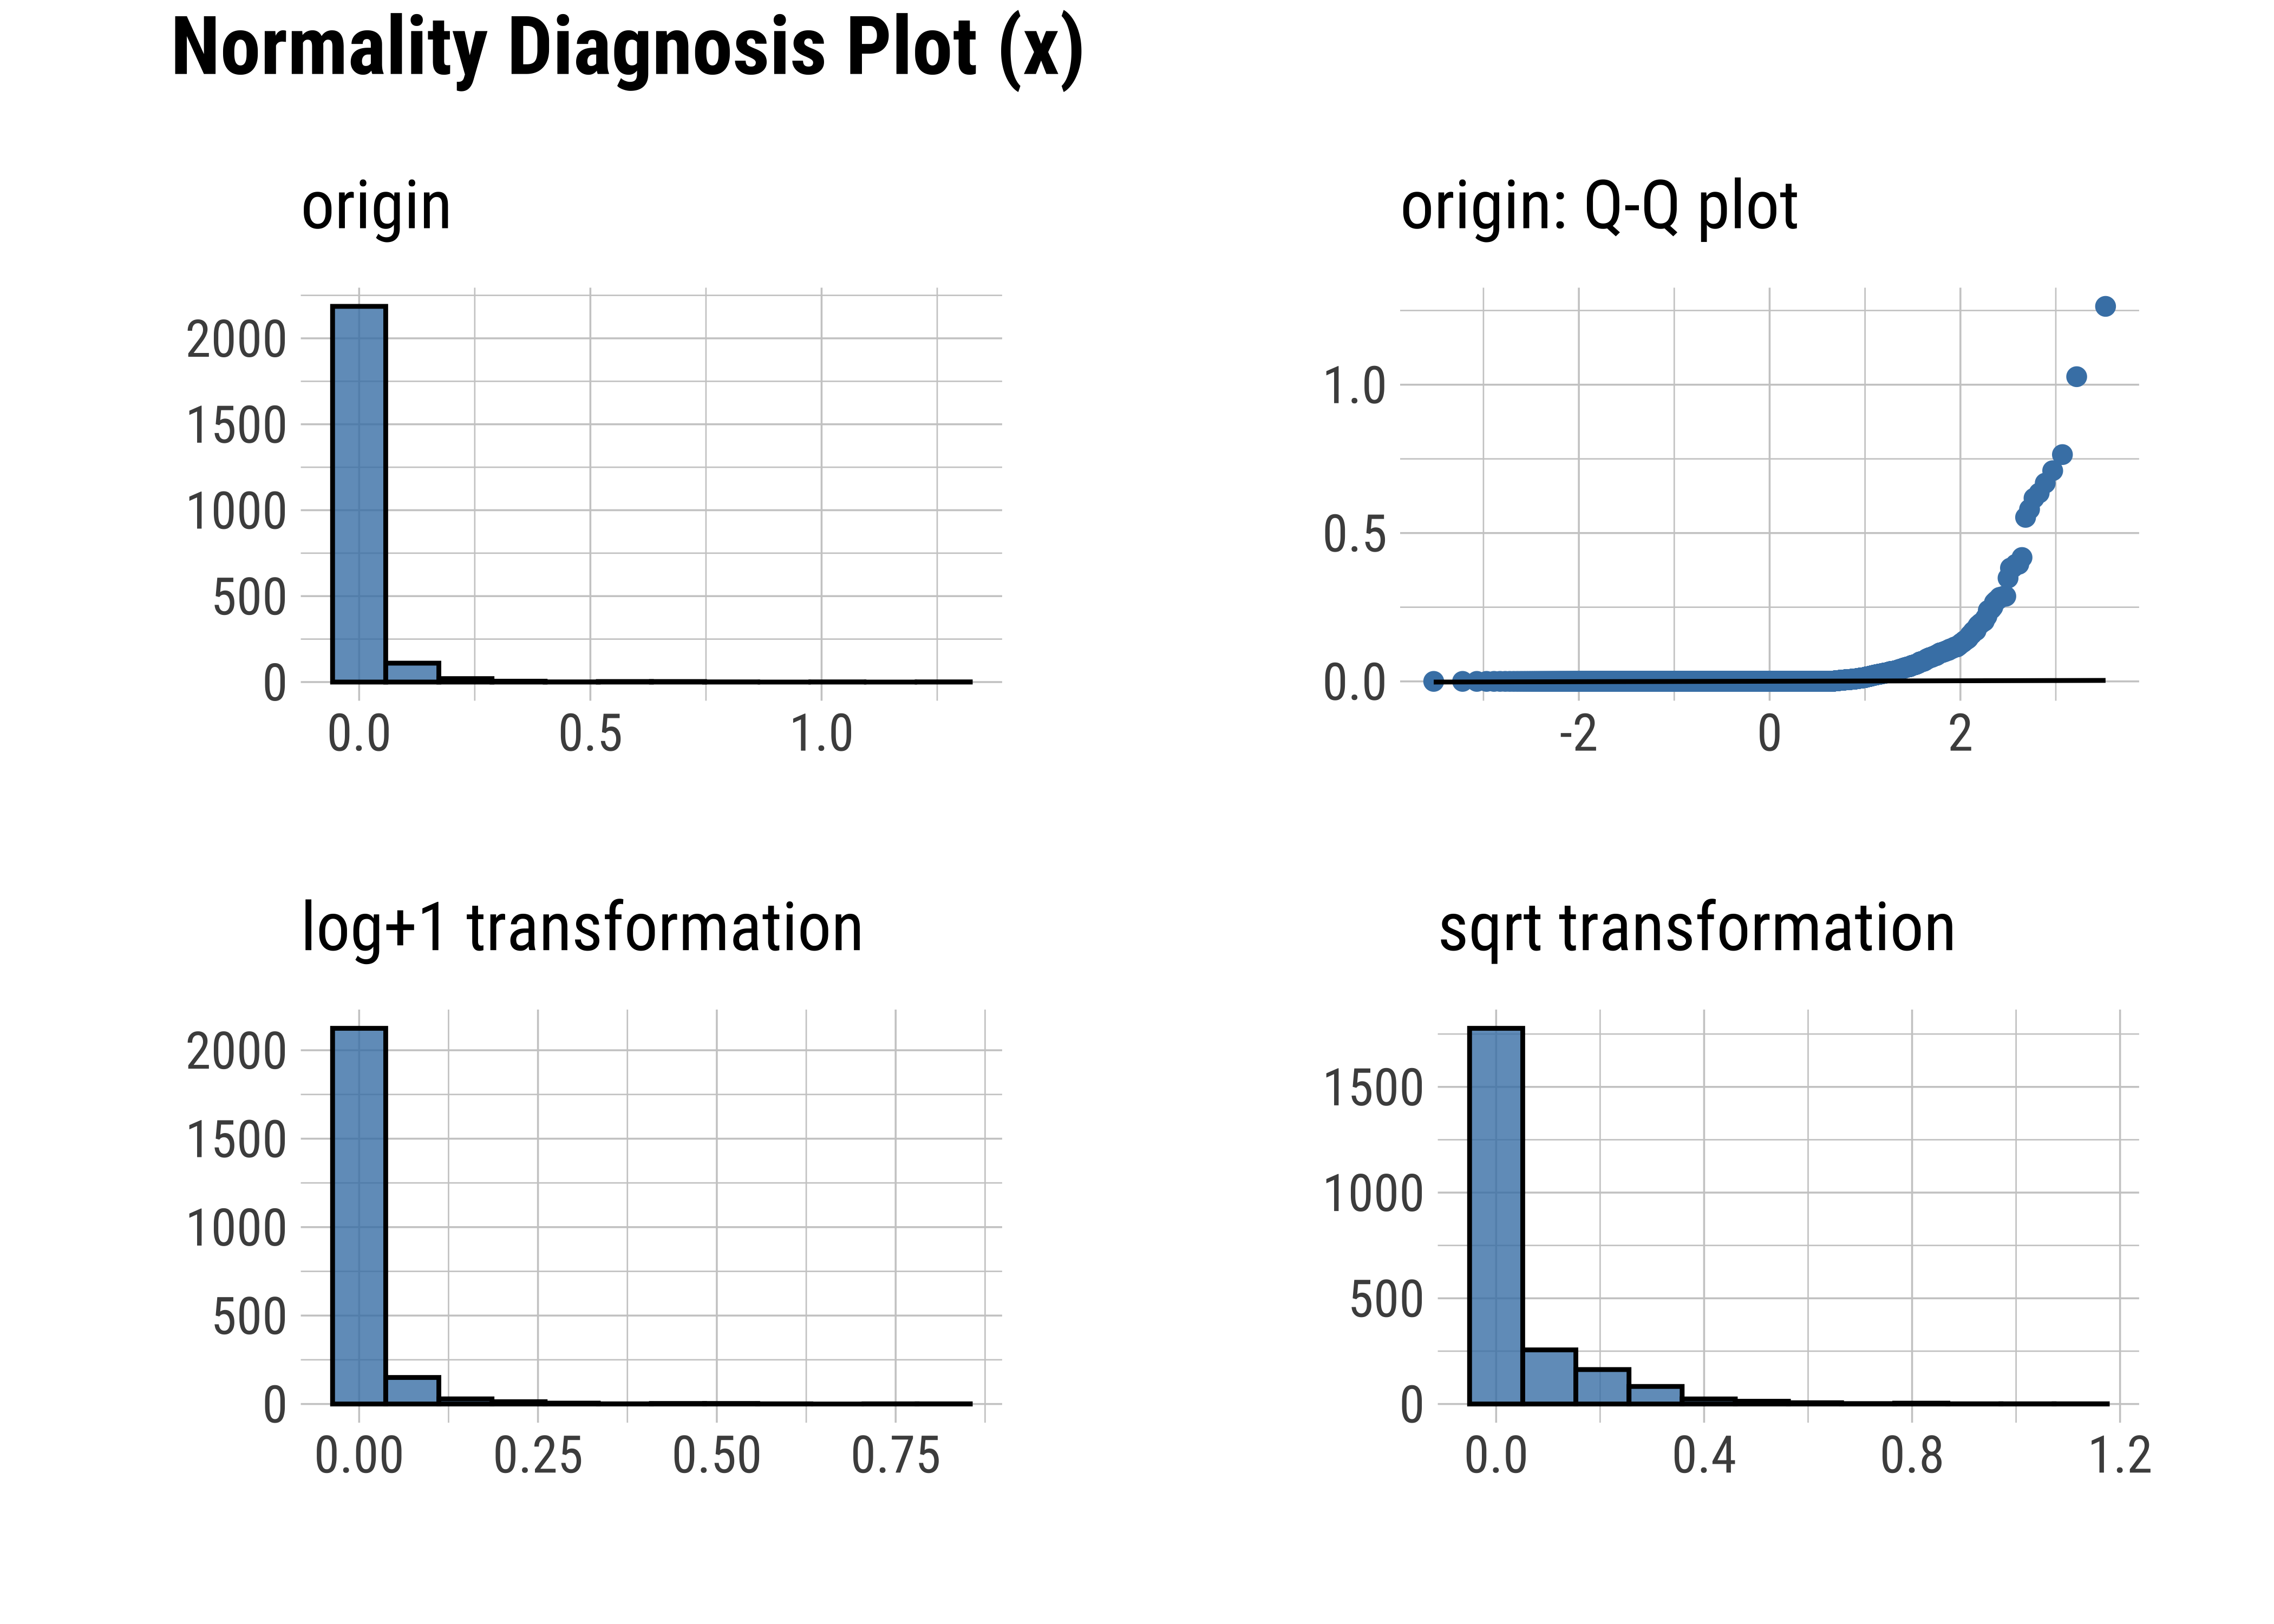 Normality Diagnosis Plot (x)
origin
2000
1500
1000
500
0
0.0 0.5 1.0
origin: Q-Q plot
1.0
0.5
0.0
-2 0 2
log+1 transformation
2000
1500
1000
500
0
0.00 0.25 0.50 0.75
sqrt transformation
1500
1000
500
0
0.0 0.4 0.8 1.2